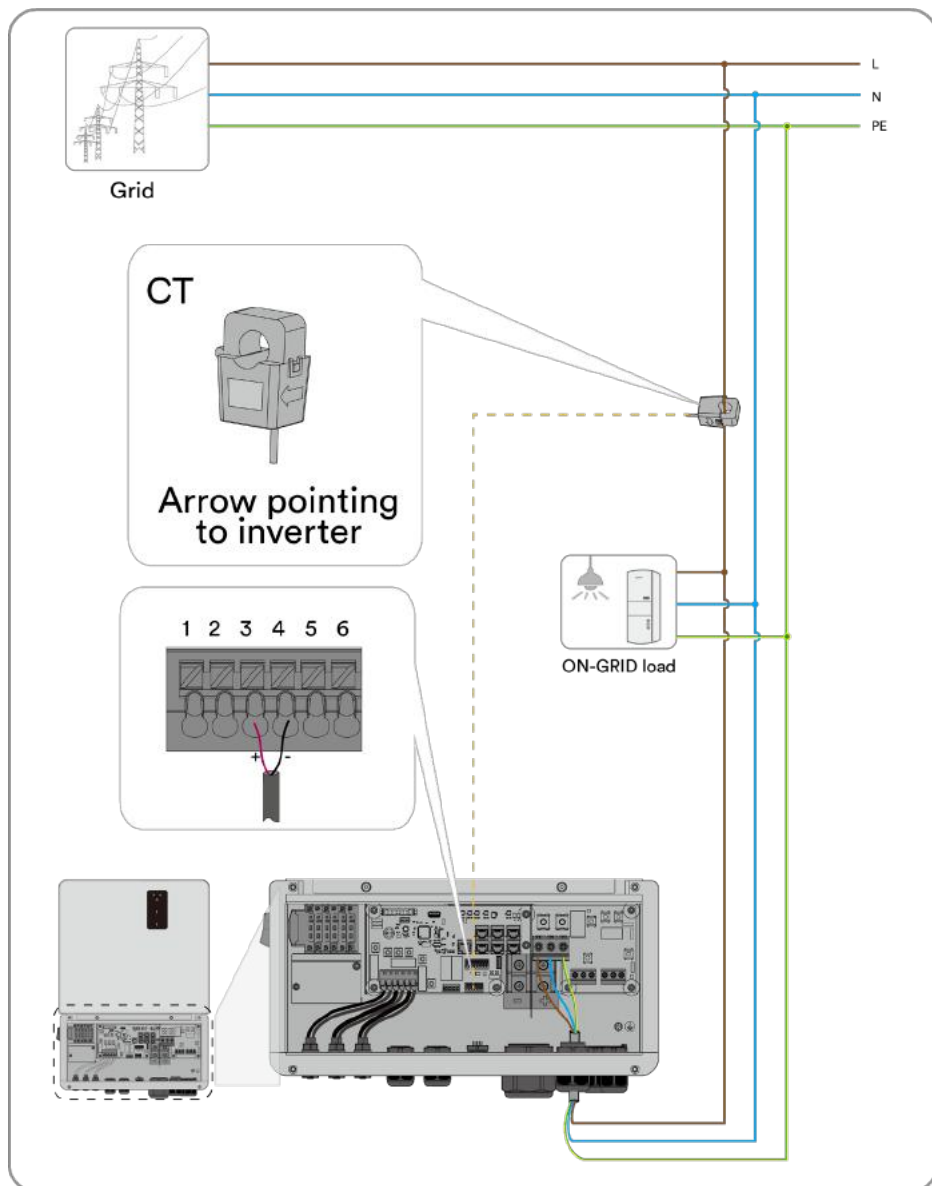 L
N
PE
Grid
CT
Arrow pointing
to inverter
1 2 3 4 5 6
+ -
ON-GRID load
- +